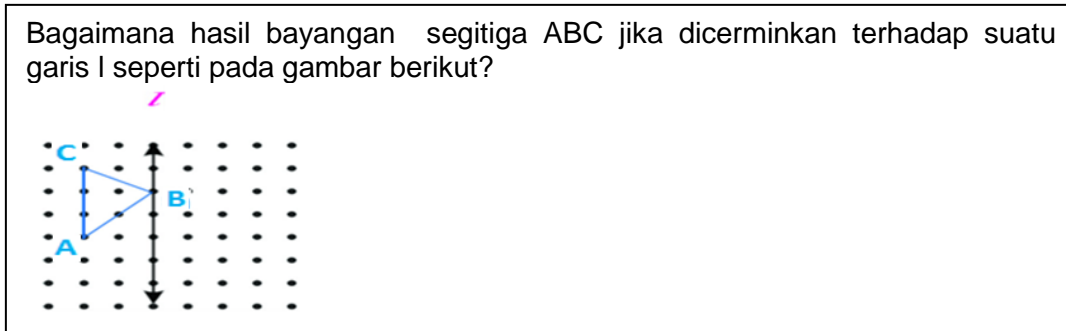 Bagaimana hasil bayangan segitiga ABC jika dicerminkan terhadap suatu
garis l seperti pada gambar berikut?
l
C
B
A